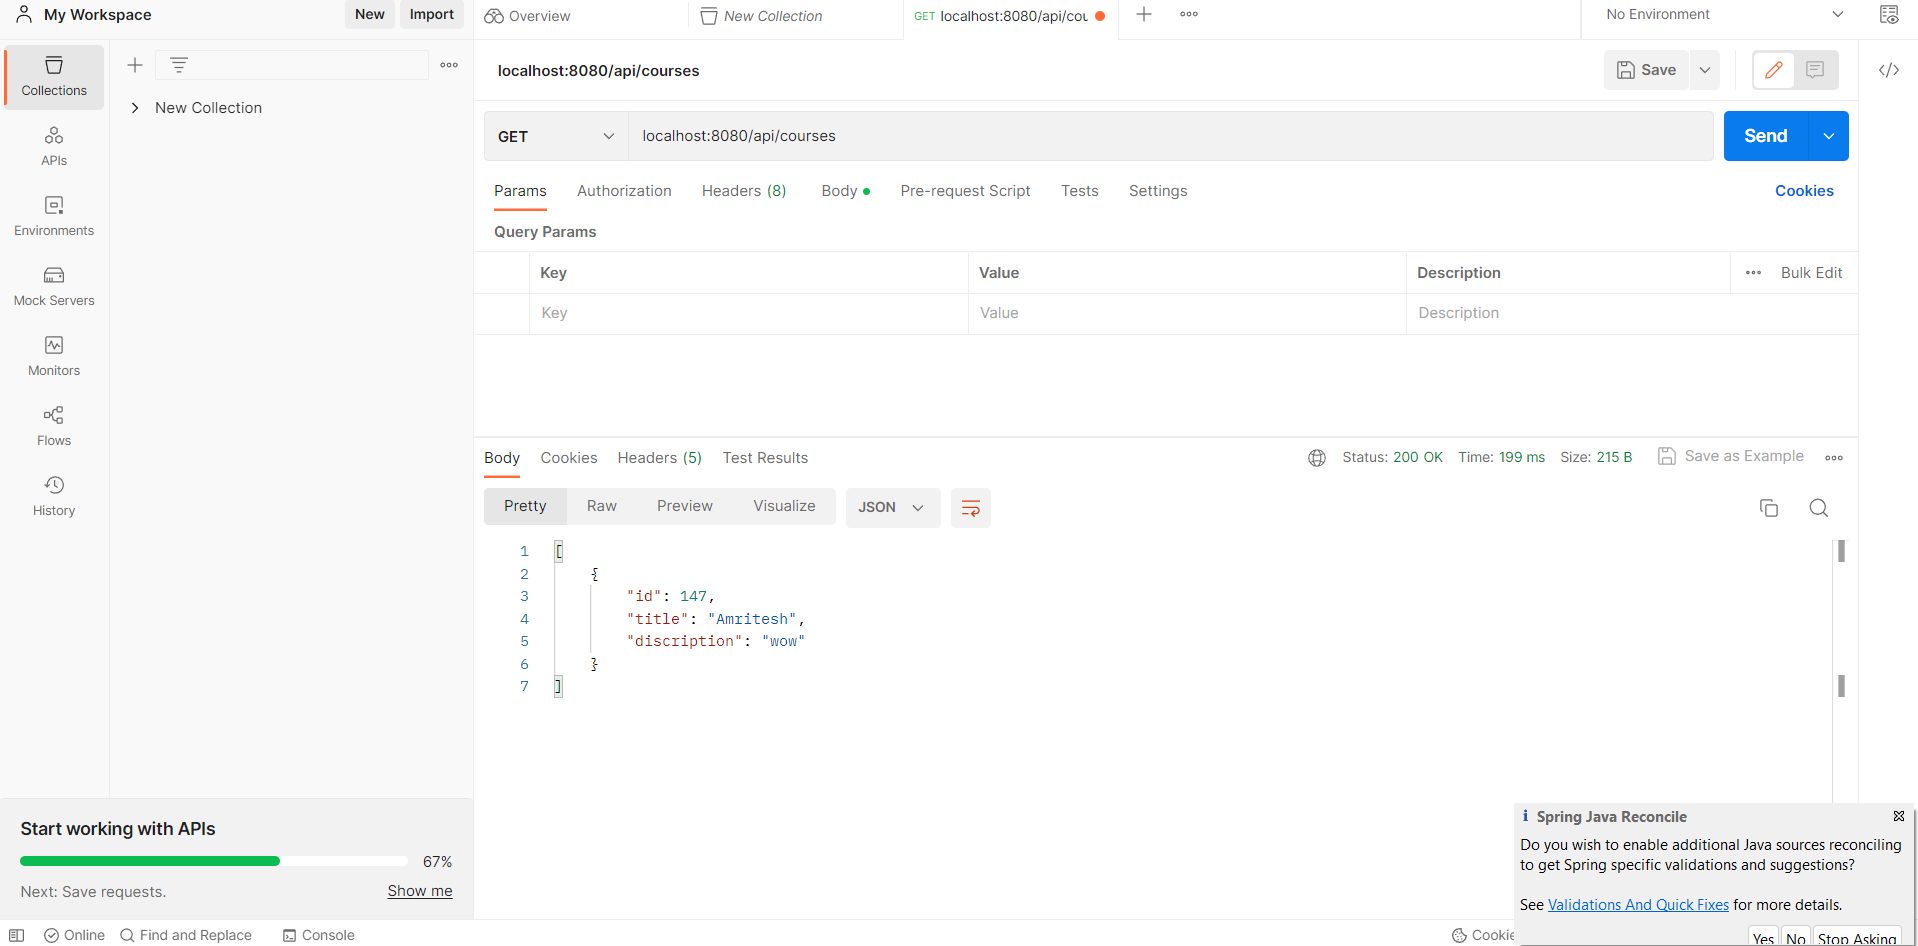 My Workspace
New
Import
Overview
New Collection
GET localhost:8080/api/cou
No Environment
Collections
APIs
Environments
Mock Servers
Monitors
Flows
History
New Collection
localhost:8080/api/courses
Save
GET
localhost:8080/api/courses
Send
Params
Authorization
Headers (8)
Body
Pre-request Script
Tests
Settings
Cookies
Query Params
Key
Value
Description
Bulk Edit
Key
Value
Description
Body
Cookies
Headers (5)
Test Results
Status: 200 OK
Time: 199 ms
Size: 215 B
Save as Example
Pretty
Raw
Preview
Visualize
JSON
1 [
2 {
3 "id": 147,
4 "title": "Amritesh",
5 "discription": "wow"
6 }
7 ]
Start working with APIs
67%
Next: Save requests.
Show me
Spring Java Reconcile
Do you wish to enable additional Java sources reconciling
to get Spring specific validations and suggestions?
See Validations And Quick Fixes for more details.
Yes
No
Stop Asking
Online
Find and Replace
Console
Cookie